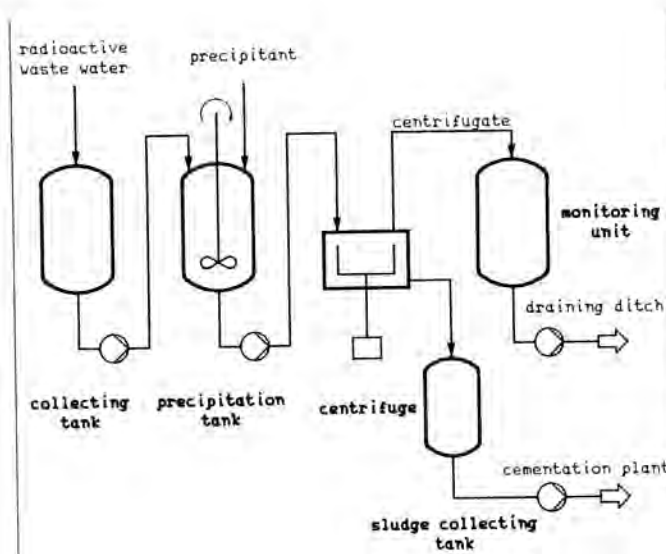 radioactive
waste water
precipitant
centrifugate
monitoring
unit
draining ditch
collecting
tank
precipitation
tank
centrifuge
cementation plant
sludge collecting
tank